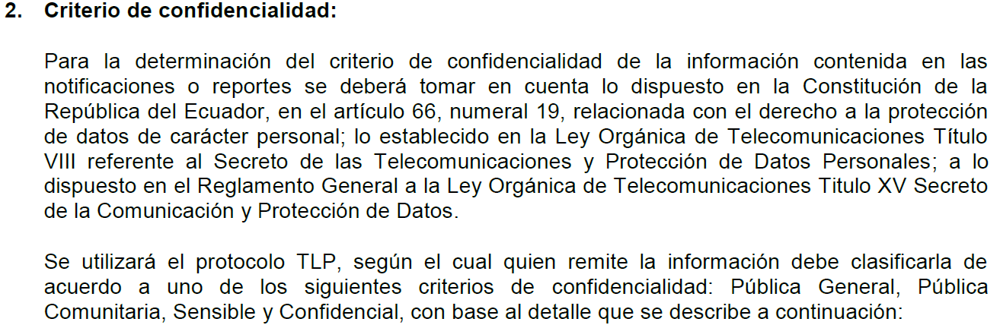 2. Criterio de confidencialidad:
Para la determinación del criterio de confidencialidad de la información contenida en las
notificaciones o reportes se deberá tomar en cuenta lo dispuesto en la Constitución de la
República del Ecuador, en el artículo 66, numeral 19, relacionada con el derecho a la protección
de datos de carácter personal; lo establecido en la Ley Orgánica de Telecomunicaciones Título
VIII referente al Secreto de las Telecomunicaciones y Protección de Datos Personales; a lo
dispuesto en el Reglamento General a la Ley Orgánica de Telecomunicaciones Titulo XV Secreto
de la Comunicación y Protección de Datos.
Se utilizará el protocolo TLP, según el cual quien remite la información debe clasificarla de
acuerdo a uno de los siguientes criterios de confidencialidad: Pública General, Pública
Comunitaria, Sensible y Confidencial, con base al detalle que se describe a continuación: